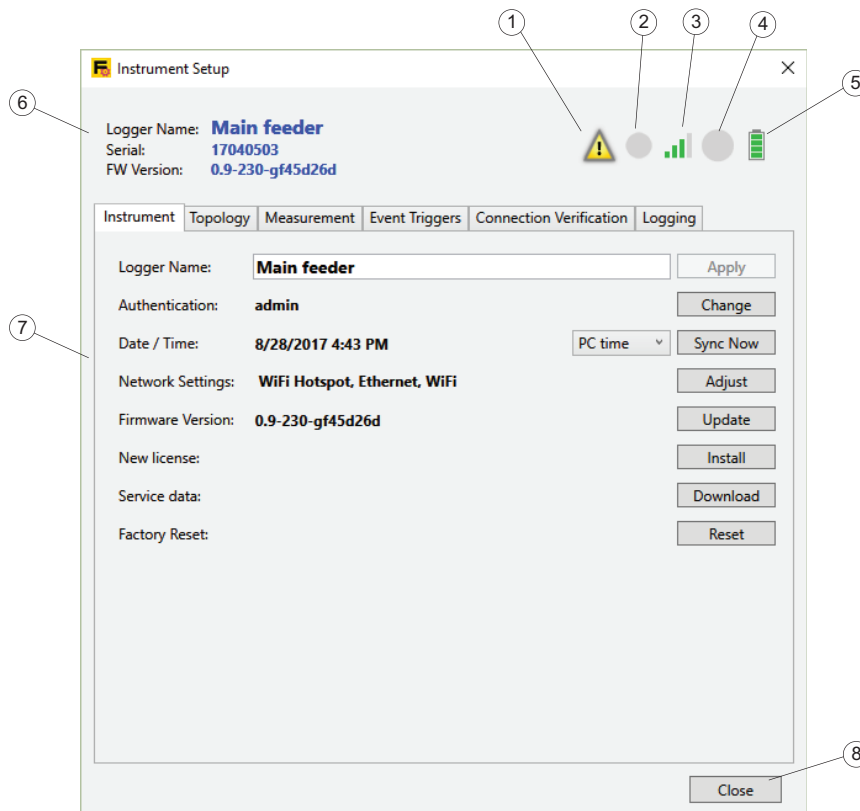 1 2 3 4
5
6
7
8
Instrument Setup
Logger Name: Main feeder
Serial: 17040503
FW Version: 0.9-230-gf45d26d
Instrument Topology Measurement Event Triggers Connection Verification Logging
Logger Name: Main feeder Apply
Authentication: admin Change
Date / Time: 8/28/2017 4:43 PM PC time Sync Now
Network Settings: WiFi Hotspot, Ethernet, WiFi Adjust
Firmware Version: 0.9-230-gf45d26d Update
New license: Install
Service data: Download
Factory Reset: Reset
Close